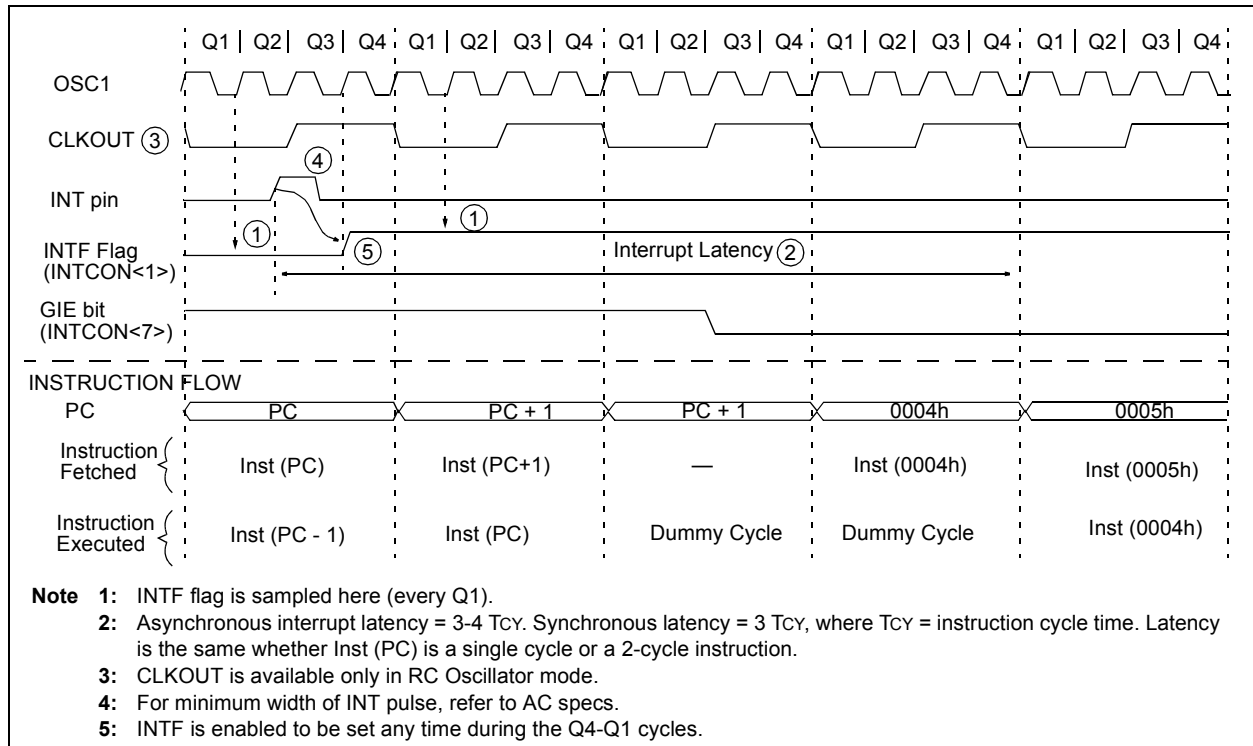 Q1 | Q2 | Q3 | Q4 Q1 | Q2 | Q3 | Q4 Q1 | Q2 | Q3 | Q4 Q1 | Q2 | Q3 | Q4 Q1 | Q2 | Q3 | Q4
OSC1
CLKOUT 3
4
INT pin
1 1
INTF Flag
(INTCON<1>)
5
Interrupt Latency 2
GIE bit
(INTCON<7>)
INSTRUCTION FLOW
PC PC PC + 1 PC + 1 0004h 0005h
Instruction
Fetched
Inst (PC) Inst (PC+1) — Inst (0004h) Inst (0005h)
Instruction
Executed
Inst (PC - 1) Inst (PC) Dummy Cycle Dummy Cycle Inst (0004h)
Note 1: INTF flag is sampled here (every Q1).
2: Asynchronous interrupt latency = 3-4 TCY. Synchronous latency = 3 TCY, where TCY = instruction cycle time. Latency
is the same whether Inst (PC) is a single cycle or a 2-cycle instruction.
3: CLKOUT is available only in RC Oscillator mode.
4: For minimum width of INT pulse, refer to AC specs.
5: INTF is enabled to be set any time during the Q4-Q1 cycles.